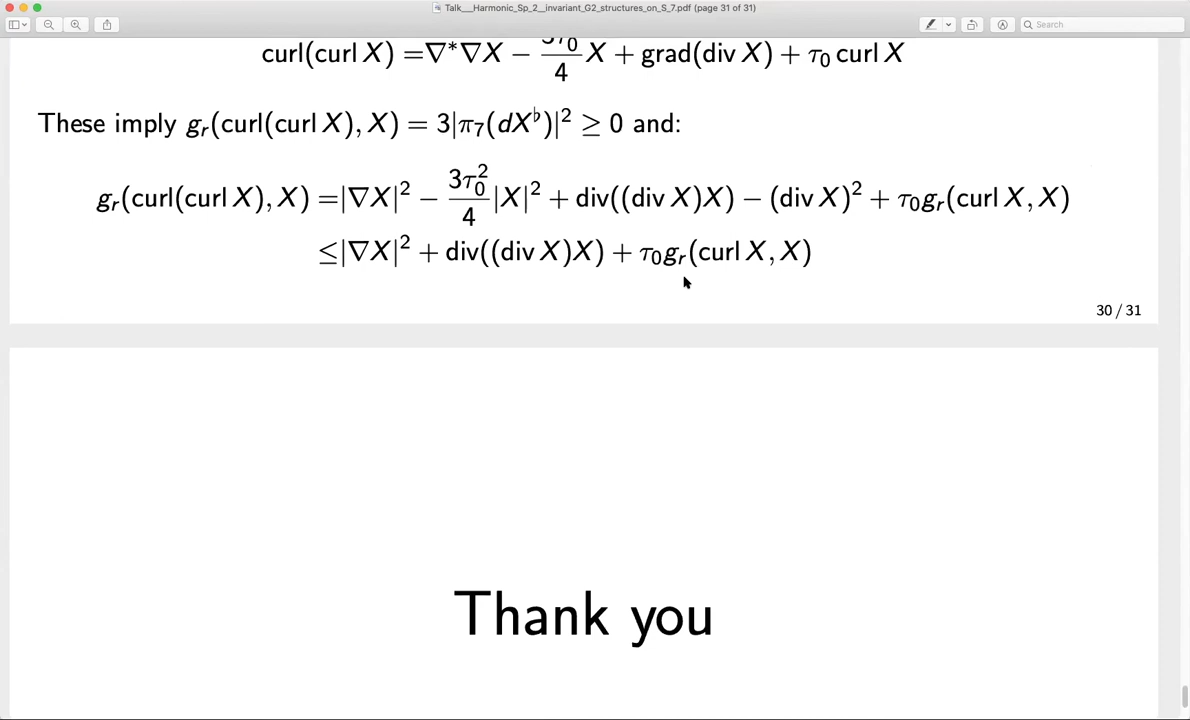 Talk__Harmonic_Sp_2__invariant_G2_structures_on_S_7.pdf (page 31 of 31)
Search
curl(curl X) =∇*∇X − 3τ₀/4 X + grad(div X) + τ₀ curl X
These imply gᵣ(curl(curl X), X) = 3|π₇(dX♭)|² ≥ 0 and:
gᵣ(curl(curl X), X) =|∇X|² − 3τ₀²/4 |X|² + div((div X)X) − (div X)² + τ₀gᵣ(curl X, X)
≤|∇X|² + div((div X)X) + τ₀gᵣ(curl X, X)
30 / 31
Thank you